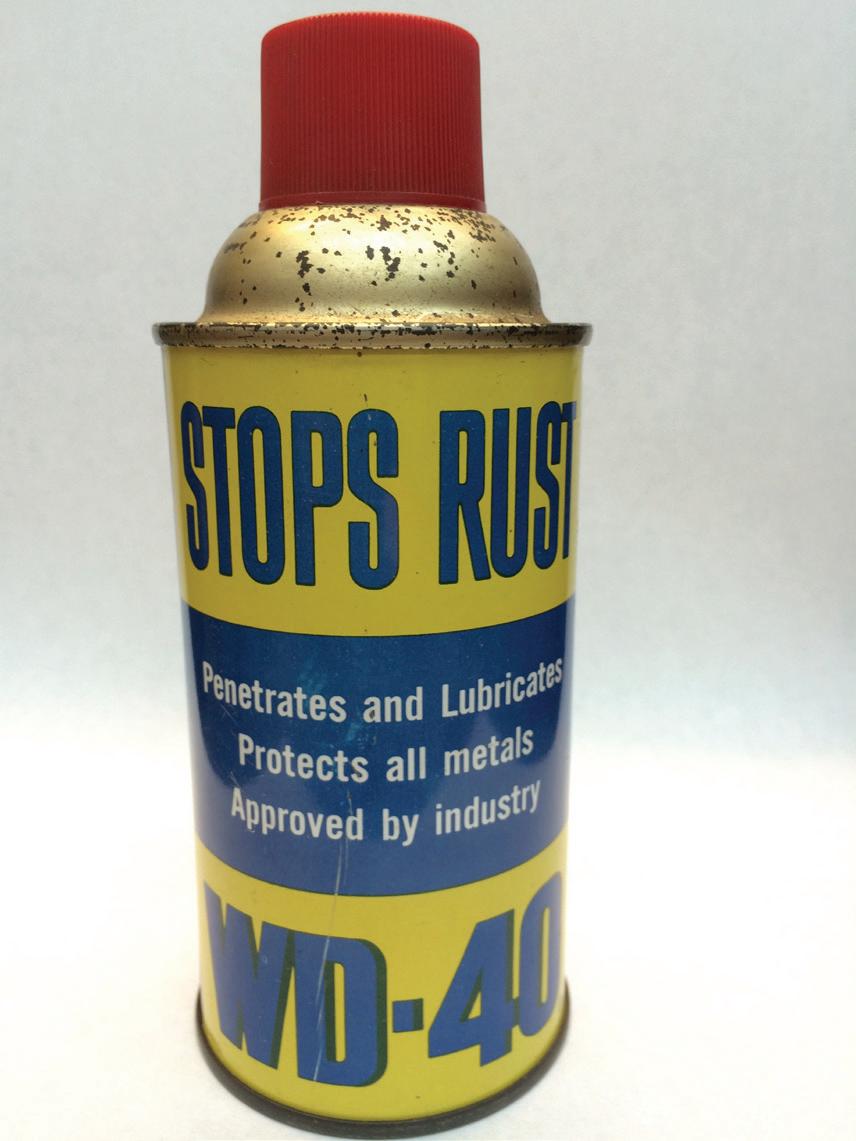 STOPS RUST
Penetrates and Lubricates
Protects all metals
Approved by industry
WD-40